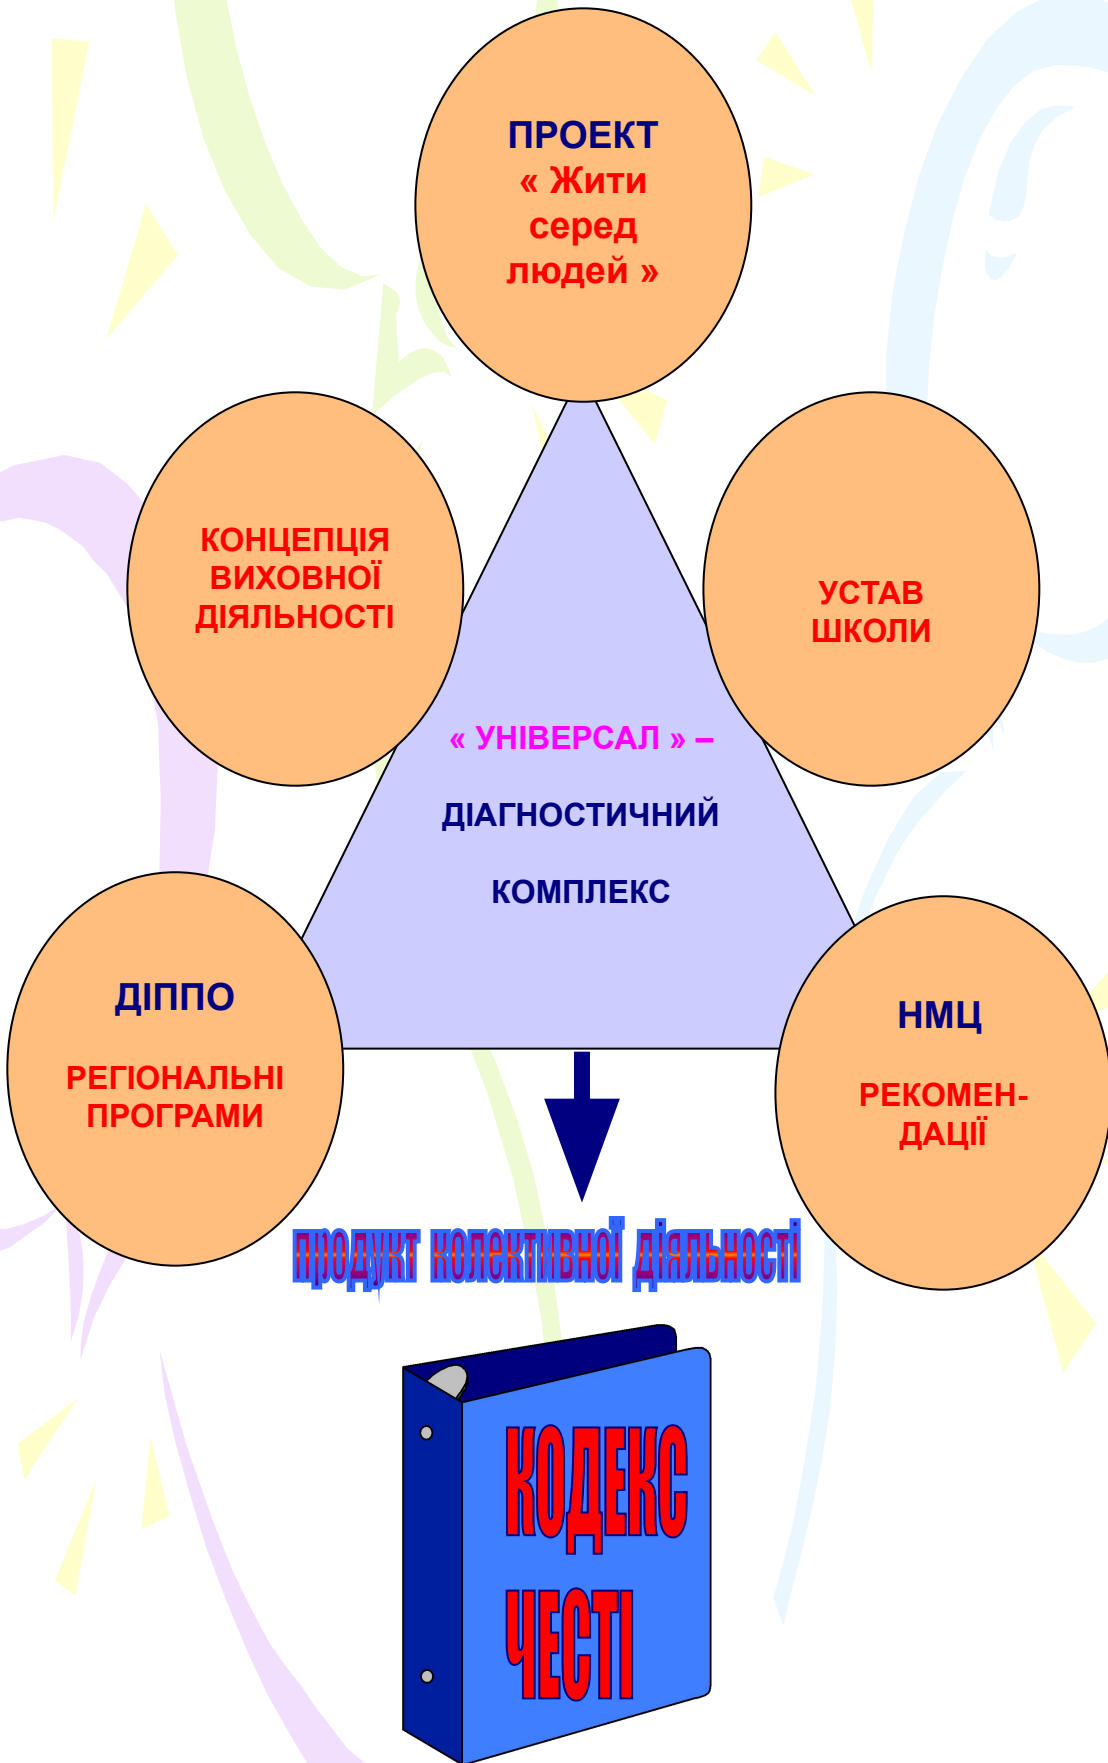 ПРОЕКТ
« Жити
серед
людей »
КОНЦЕПЦІЯ
ВИХОВНОЇ
ДІЯЛЬНОСТІ
УСТАВ
ШКОЛИ
« УНІВЕРСАЛ » –
ДІАГНОСТИЧНИЙ
КОМПЛЕКС
ДІППО
РЕГІОНАЛЬНІ
ПРОГРАМИ
НМЦ
РЕКОМЕН-
ДАЦІЇ
продукт колективної діяльності
КОДЕКС
ЧЕСТІ